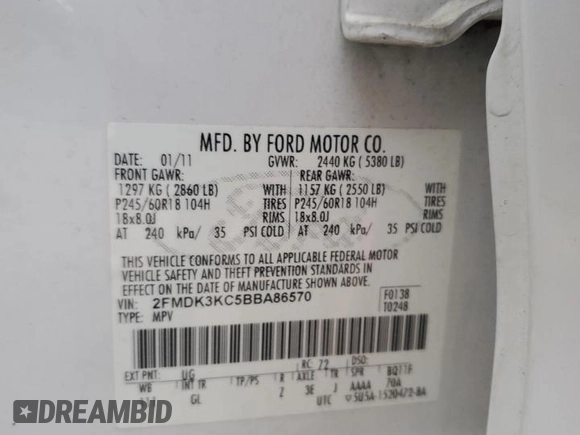 MFD. BY FORD MOTOR CO.
DATE: 01/11 GVWR: 2440 KG ( 5380 LB)
FRONT GAWR: REAR GAWR:
1297 KG ( 2860 LB) WITH 1157 KG ( 2550 LB) WITH
P245/60R18 104H TIRES P245/60R18 104H TIRES
18x8.0J RIMS 18x8.0J RIMS
AT 240 kPa/ 35 PSI COLD AT 240 kPa/ 35 PSI COLD
THIS VEHICLE CONFORMS TO ALL APPLICABLE FEDERAL MOTOR
VEHICLE SAFETY AND THEFT PREVENTION STANDARDS IN
EFFECT ON THE DATE OF MANUFACTURE SHOWN ABOVE.
VIN: 2FMDK3KC5BBA86570 F0138
TYPE: MPV T0248
EXT PNT: UG RC: 72 DSO:
WB INT TR TP/PS R AXLE TR SPR
GL Z 3E J AAAA 70A
UTC 5U5A-1520472-BA
DREAMBID